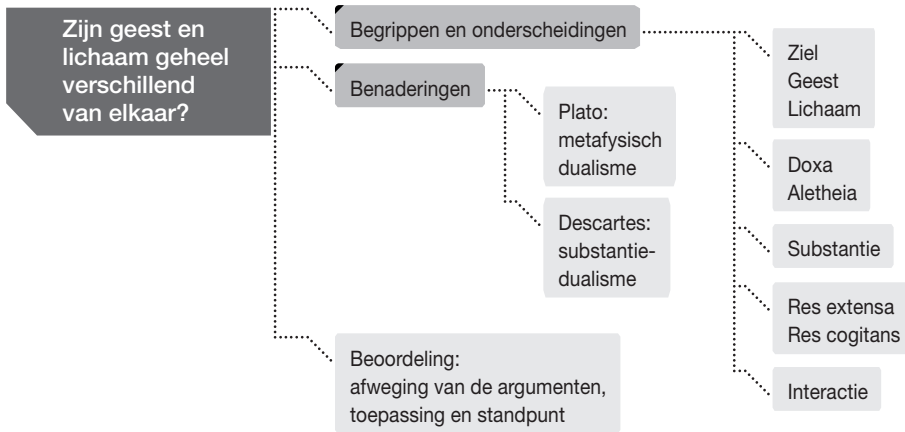 Zijn geest en
lichaam geheel
verschillend
van elkaar?
Begrippen en onderscheidingen
Ziel
Geest
Lichaam
Doxa
Aletheia
Substantie
Res extensa
Res cogitans
Interactie
Benaderingen
Plato:
metafysisch
dualisme
Descartes:
substantie-
dualisme
Beoordeling:
afweging van de argumenten,
toepassing en standpunt